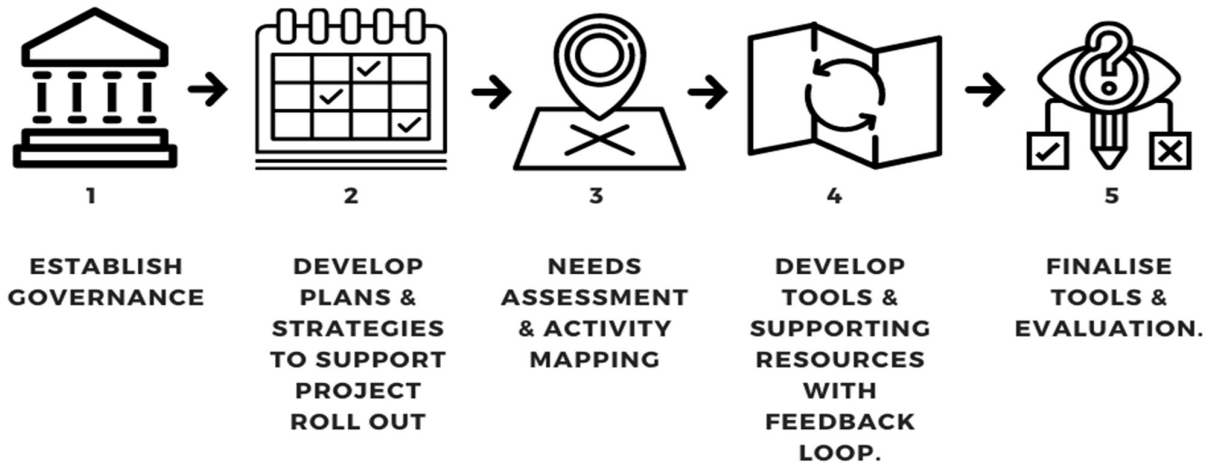 1
ESTABLISH
GOVERNANCE
2
DEVELOP
PLANS &
STRATEGIES
TO SUPPORT
PROJECT
ROLL OUT
3
NEEDS
ASSESSMENT
& ACTIVITY
MAPPING
4
DEVELOP
TOOLS &
SUPPORTING
RESOURCES
WITH
FEEDBACK
LOOP.
5
FINALISE
TOOLS &
EVALUATION.